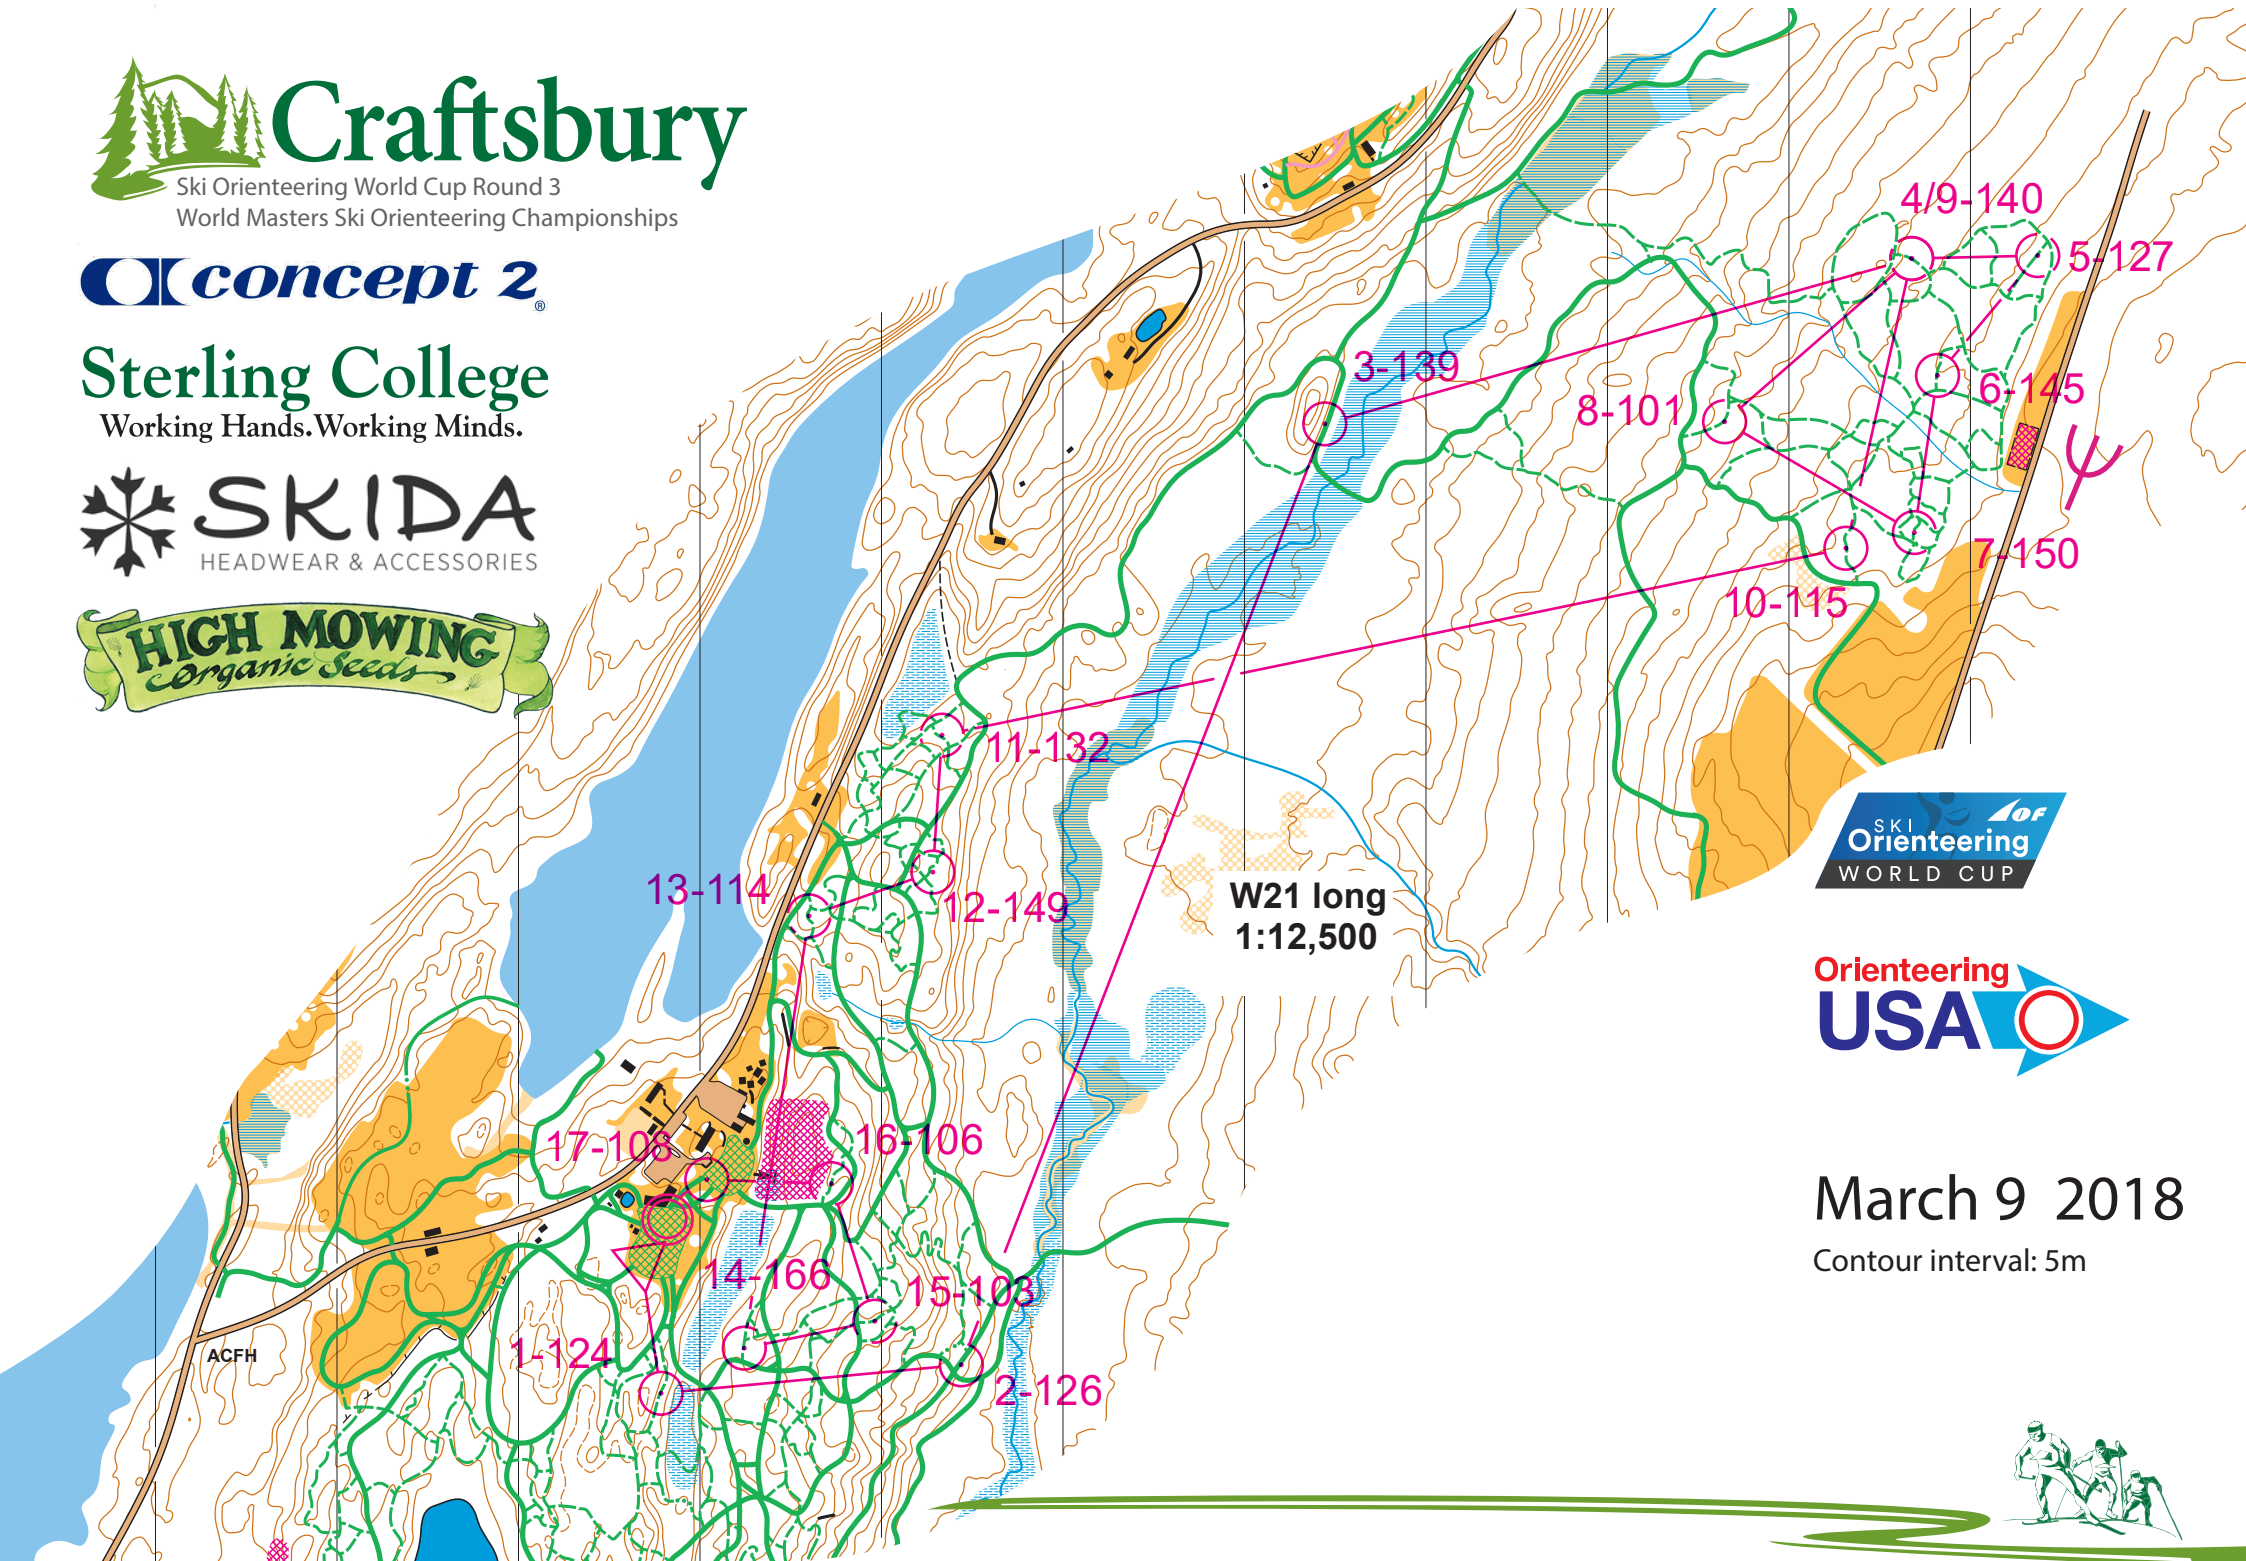 Craftsbury
Ski Orienteering World Cup Round 3
World Masters Ski Orienteering Championships
concept 2®
Sterling College
Working Hands. Working Minds.
SKIDA
HEADWEAR & ACCESSORIES
HIGH MOWING
Organic Seeds
4/9-140
5-127
3-139
6-145
8-101
7-150
10-115
11-132
13-114
12-149
W21 long
1:12,500
17-108
16-106
14-166
15-103
1-124
2-126
ACFH
IOF
SKI
Orienteering
WORLD CUP
Orienteering
USA
March 9 2018
Contour interval: 5m